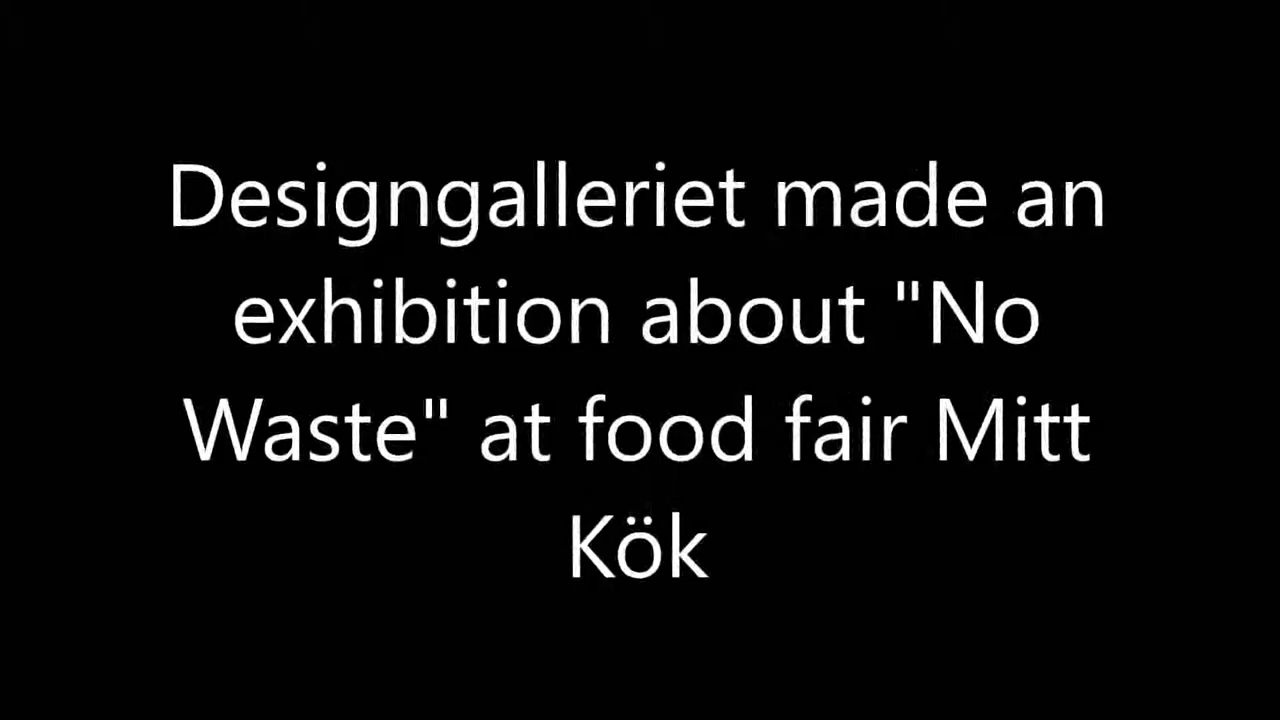 Designgalleriet made an
exhibition about "No
Waste" at food fair Mitt
Kök